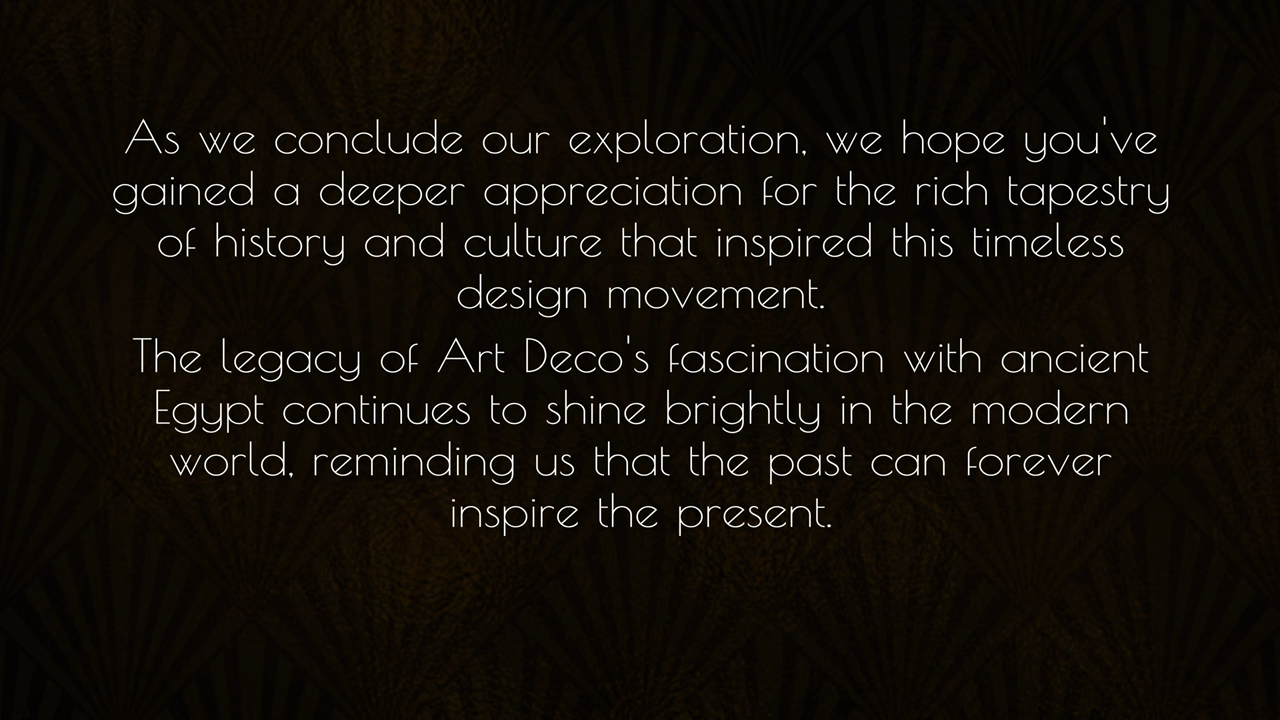 As we conclude our exploration, we hope you've
gained a deeper appreciation for the rich tapestry
of history and culture that inspired this timeless
design movement.
The legacy of Art Deco's fascination with ancient
Egypt continues to shine brightly in the modern
world, reminding us that the past can forever
inspire the present.